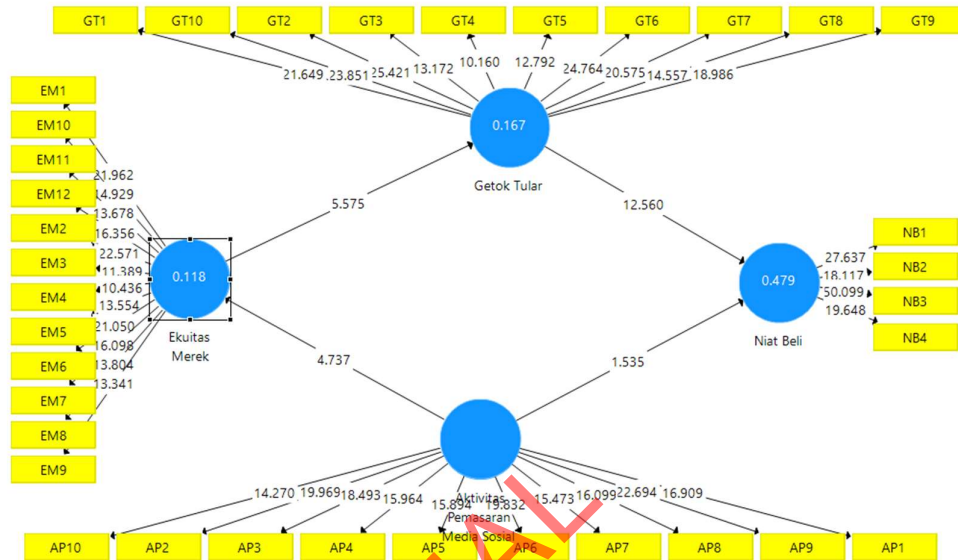 GT1 GT10 GT2 GT3 GT4 GT5 GT6 GT7 GT8 GT9
21.649 23.851 25.421 13.172 10.160 12.792 24.764 20.575 14.557 18.986
0.167
Getok Tular
EM1
EM10
EM11
EM12
EM2
EM3
EM4
EM5
EM6
EM7
EM8
EM9
21.962
14.929
13.678
16.356
22.571
11.389
10.436
13.554
21.050
16.098
13.804
13.341
0.118
Ekuitas
Merek
5.575
12.560
4.737
1.535
0.479
Niat Beli
27.637
18.117
50.099
19.648
NB1
NB2
NB3
NB4
14.270 19.969 18.493 15.964 15.894 19.832 15.473 16.099 22.694 16.909
Aktivitas
Pemasaran
Media Sosial
AP10 AP2 AP3 AP4 AP5 AP6 AP7 AP8 AP9 AP1